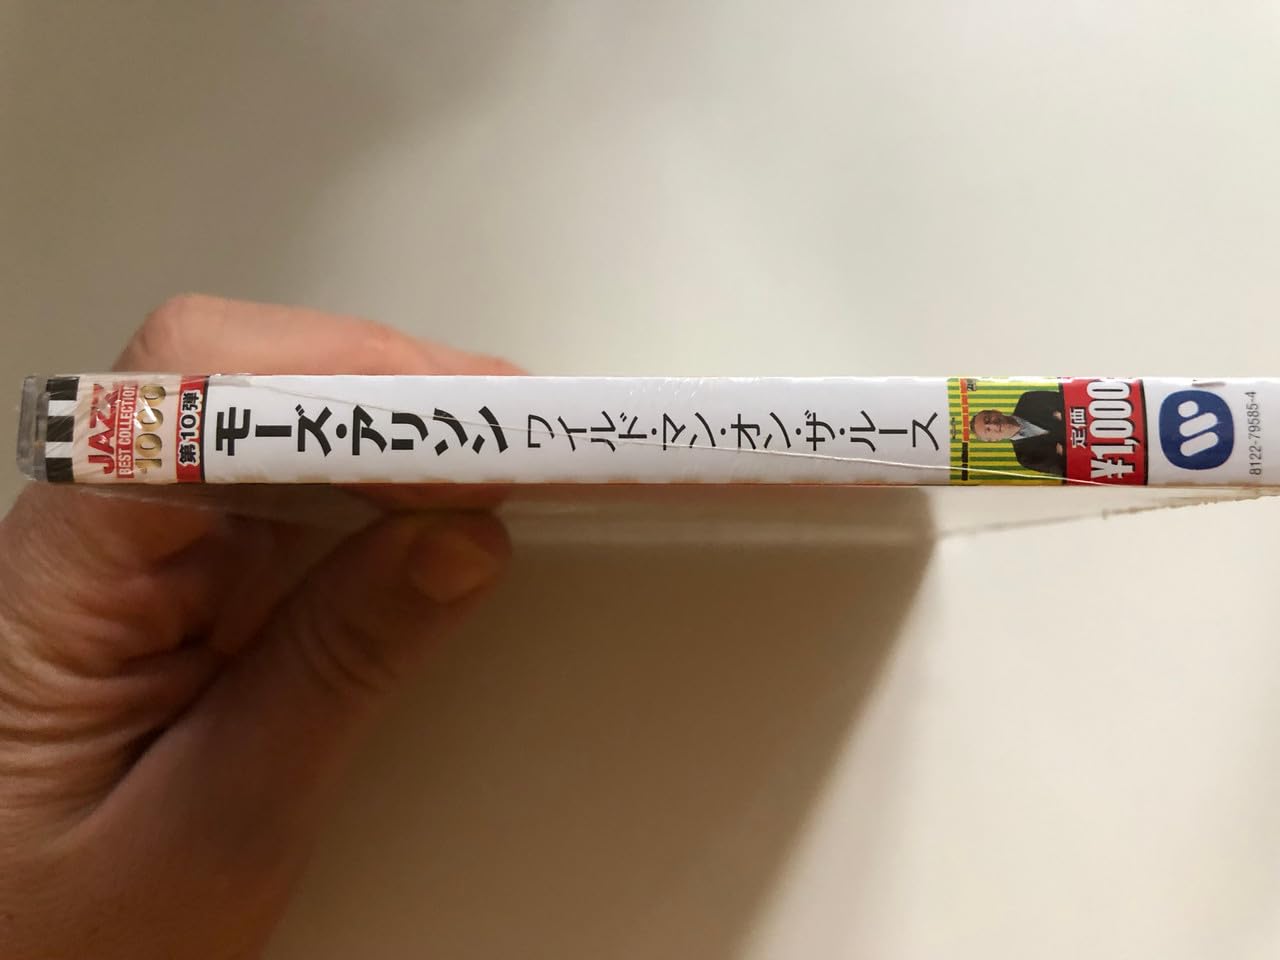 JAZZ
BEST COLLECTION
1000
第10弾
モーズ・アリソン
ワイルド・マン・オン・ザ・ルース
定価
¥1,000
8122-79585-4